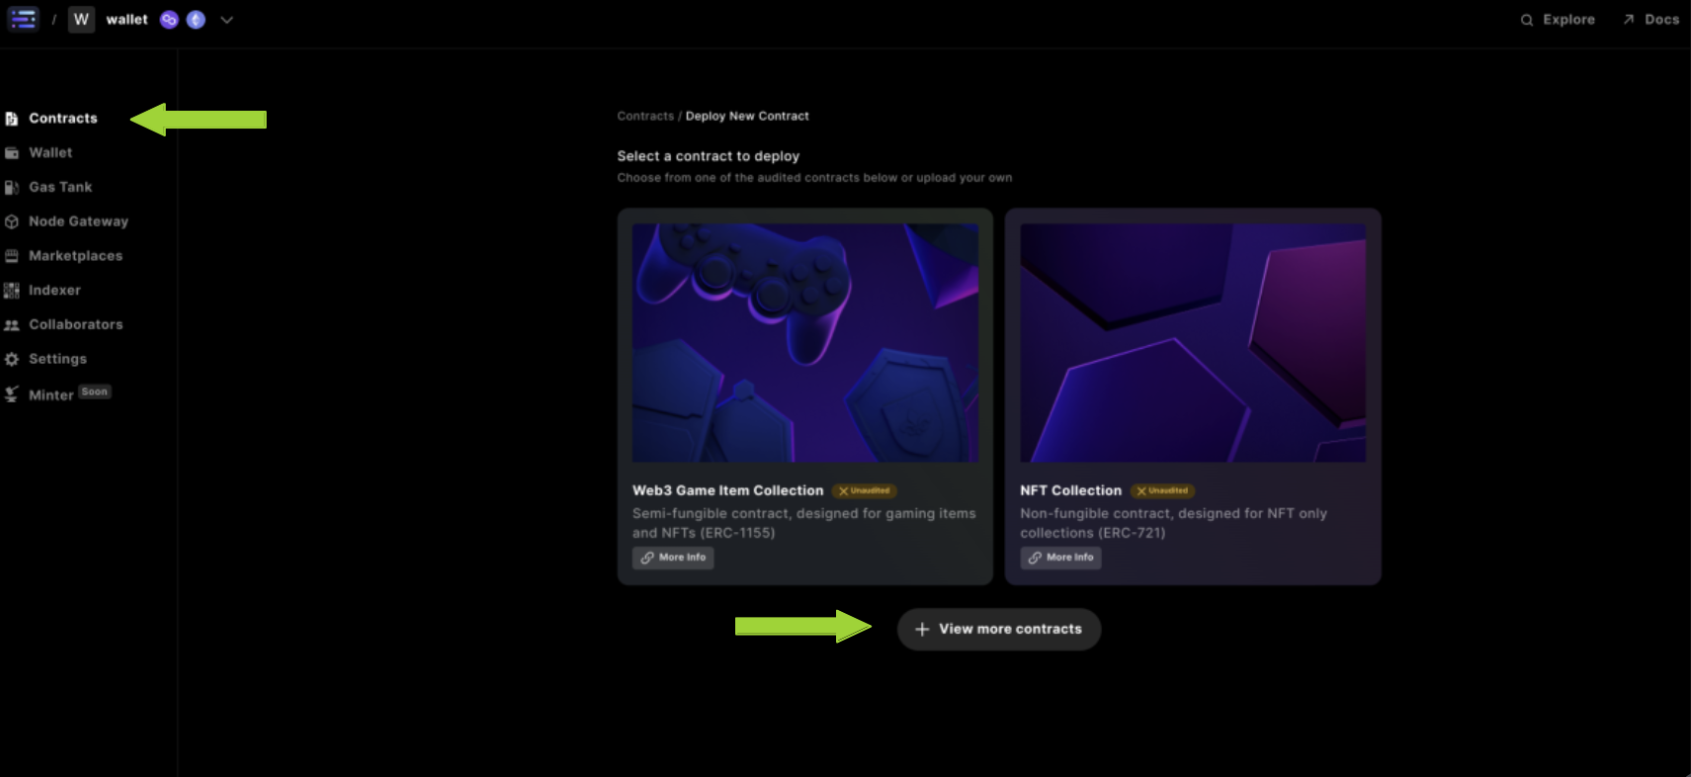 / W wallet
Explore
Docs
Contracts
Wallet
Gas Tank
Node Gateway
Marketplaces
Indexer
Collaborators
Settings
Minter Soon
Contracts / Deploy New Contract
Select a contract to deploy
Choose from one of the audited contracts below or upload your own
Web3 Game Item Collection Unaudited
Semi-fungible contract, designed for gaming items
and NFTs (ERC-1155)
More Info
NFT Collection Unaudited
Non-fungible contract, designed for NFT only
collections (ERC-721)
More Info
+ View more contracts